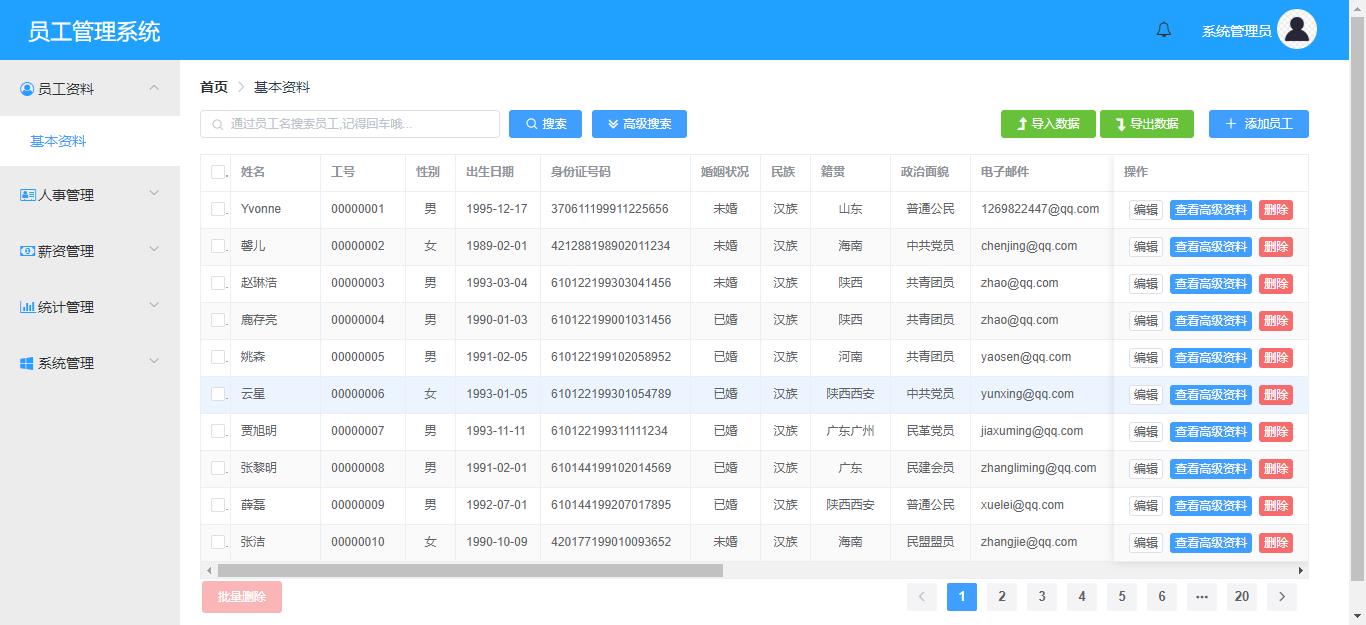 员工管理系统
系统管理员
员工资料
基本资料
人事管理
薪资管理
统计管理
系统管理
首页 基本资料
通过员工名搜索员工,记得回车哦...
搜索 高级搜索 导入数据 导出数据 添加员工
姓名 工号 性别 出生日期 身份证号码 婚姻状况 民族 籍贯 政治面貌 电子邮件 操作
Yvonne 00000001 男 1995-12-17 370611199911225656 未婚 汉族 山东 普通公民 1269822447@qq.com 编辑 查看高级资料 删除
馨儿 00000002 女 1989-02-01 421288198902011234 未婚 汉族 海南 中共党员 chenjing@qq.com 编辑 查看高级资料 删除
赵琳浩 00000003 男 1993-03-04 610122199303041456 未婚 汉族 陕西 共青团员 zhao@qq.com 编辑 查看高级资料 删除
鹿存亮 00000004 男 1990-01-03 610122199001031456 已婚 汉族 陕西 共青团员 zhao@qq.com 编辑 查看高级资料 删除
姚森 00000005 男 1991-02-05 610122199102058952 已婚 汉族 河南 共青团员 yaosen@qq.com 编辑 查看高级资料 删除
云星 00000006 女 1993-01-05 610122199301054789 已婚 汉族 陕西西安 中共党员 yunxing@qq.com 编辑 查看高级资料 删除
贾旭明 00000007 男 1993-11-11 610122199311111234 已婚 汉族 广东广州 民革党员 jiaxuming@qq.com 编辑 查看高级资料 删除
张黎明 00000008 男 1991-02-01 610144199102014569 已婚 汉族 广东 民建会员 zhangliming@qq.com 编辑 查看高级资料 删除
薛磊 00000009 男 1992-07-01 610144199207017895 已婚 汉族 陕西西安 普通公民 xuelei@qq.com 编辑 查看高级资料 删除
张洁 00000010 女 1990-10-09 420177199010093652 未婚 汉族 海南 民盟盟员 zhangjie@qq.com 编辑 查看高级资料 删除
批量删除 1 2 3 4 5 6 ··· 20